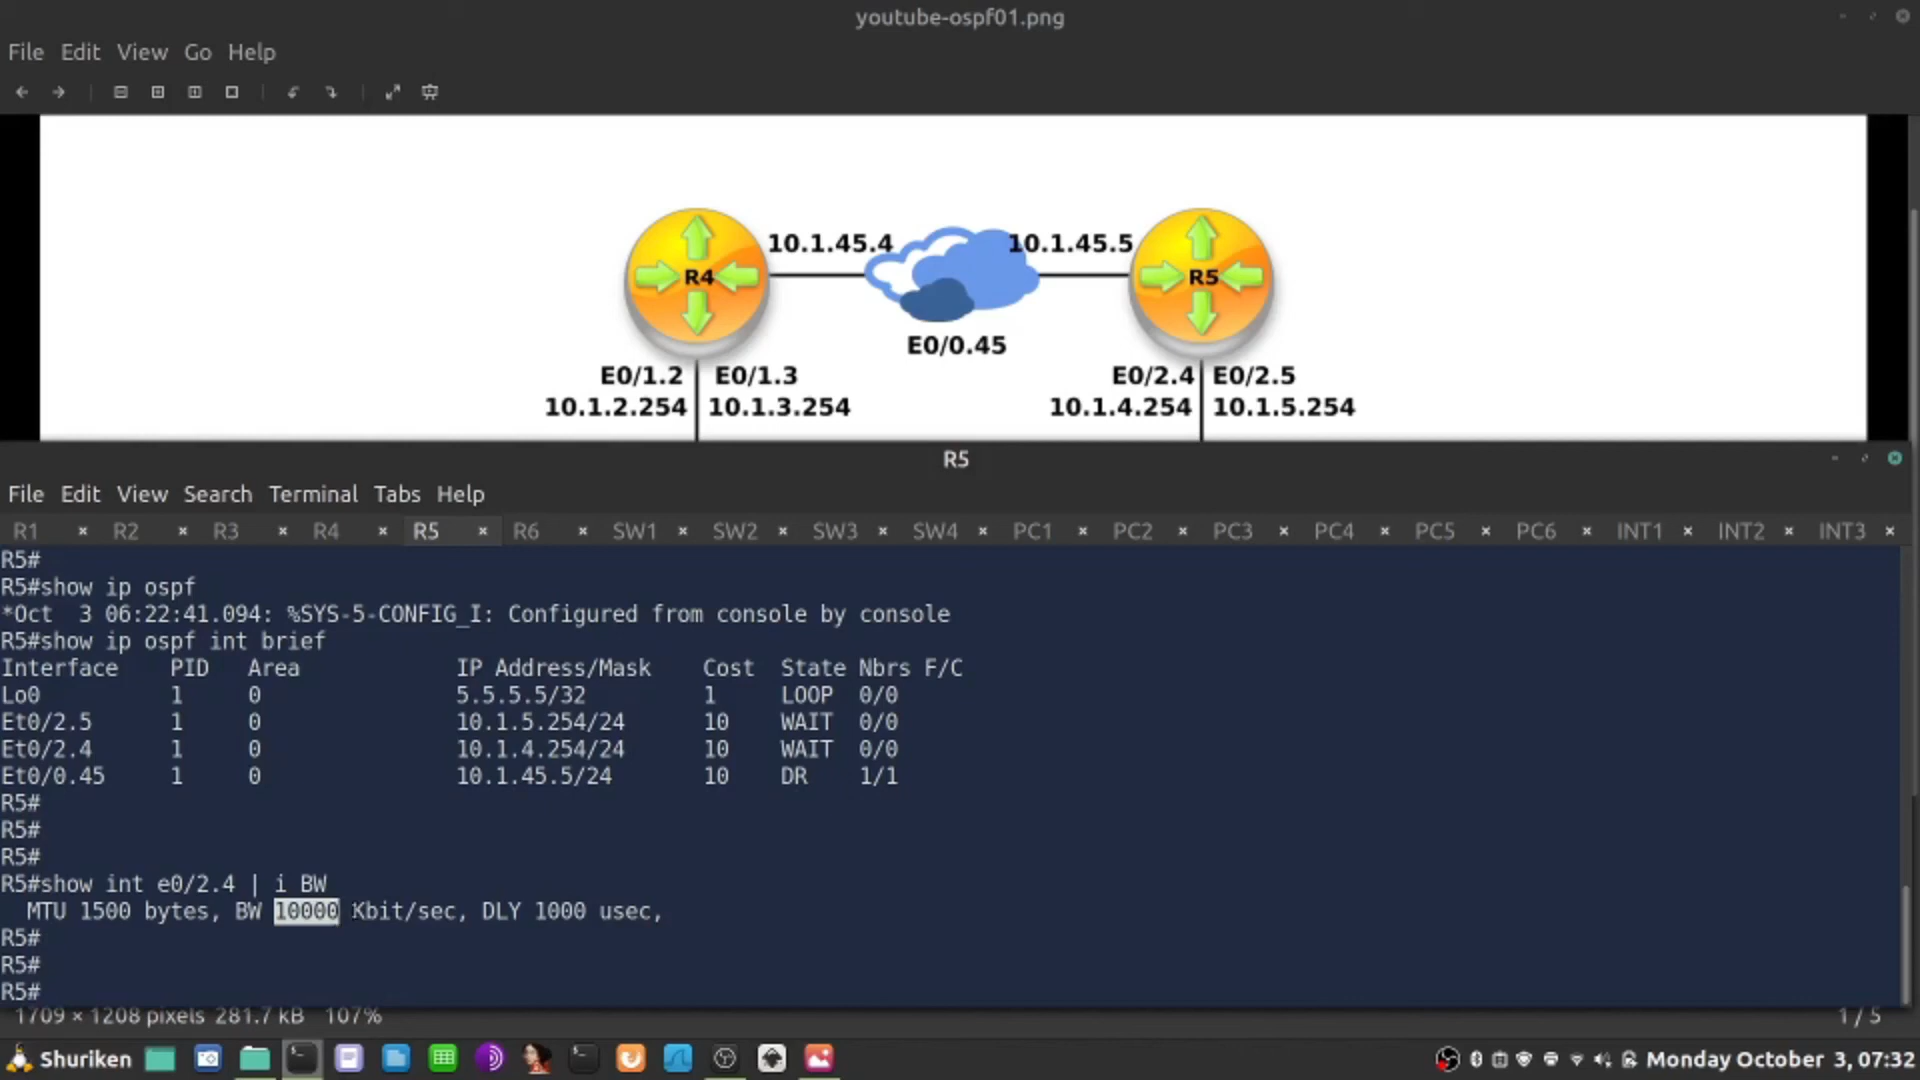 youtube-ospf01.png
File Edit View Go Help
10.1.45.4 10.1.45.5
R4 R5
E0/0.45
E0/1.2 E0/1.3 E0/2.4 E0/2.5
10.1.2.254 10.1.3.254 10.1.4.254 10.1.5.254
R5
File Edit View Search Terminal Tabs Help
R1 × R2 × R3 × R4 × R5 × R6 × SW1 × SW2 × SW3 × SW4 × PC1 × PC2 × PC3 × PC4 × PC5 × PC6 × INT1 × INT2 × INT3 ×
R5#
R5#show ip ospf
*Oct  3 06:22:41.094: %SYS-5-CONFIG_I: Configured from console by console
R5#show ip ospf int brief
Interface    PID   Area            IP Address/Mask    Cost  State Nbrs F/C
Lo0          1     0               5.5.5.5/32         1     LOOP  0/0
Et0/2.5      1     0               10.1.5.254/24      10    WAIT  0/0
Et0/2.4      1     0               10.1.4.254/24      10    WAIT  0/0
Et0/0.45     1     0               10.1.45.5/24       10    DR    1/1
R5#
R5#
R5#
R5#show int e0/2.4 | i BW
  MTU 1500 bytes, BW 10000 Kbit/sec, DLY 1000 usec,
R5#
R5#
R5#
1709 × 1208 pixels 281.7 kB 107% 1 / 5
Shuriken Monday October 3, 07:32